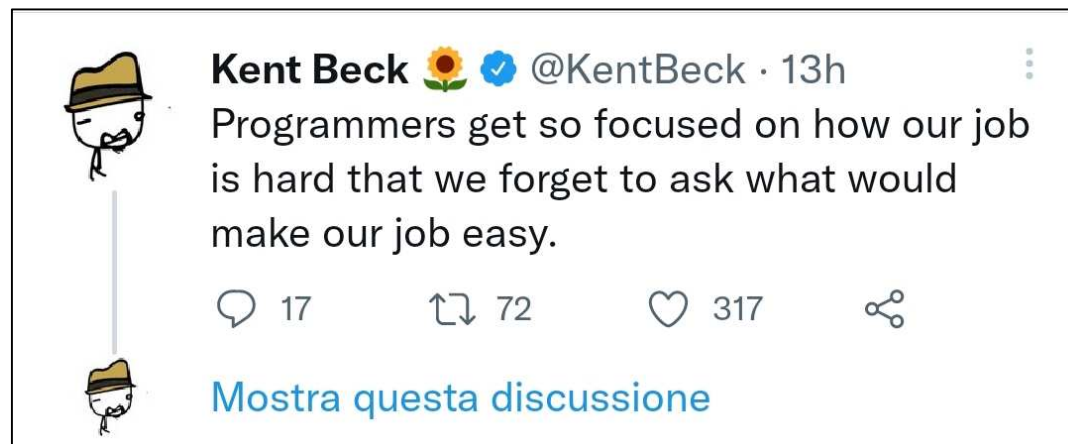 Kent Beck 🌻 @KentBeck · 13h
Programmers get so focused on how our job
is hard that we forget to ask what would
make our job easy.
17 72 317
Mostra questa discussione